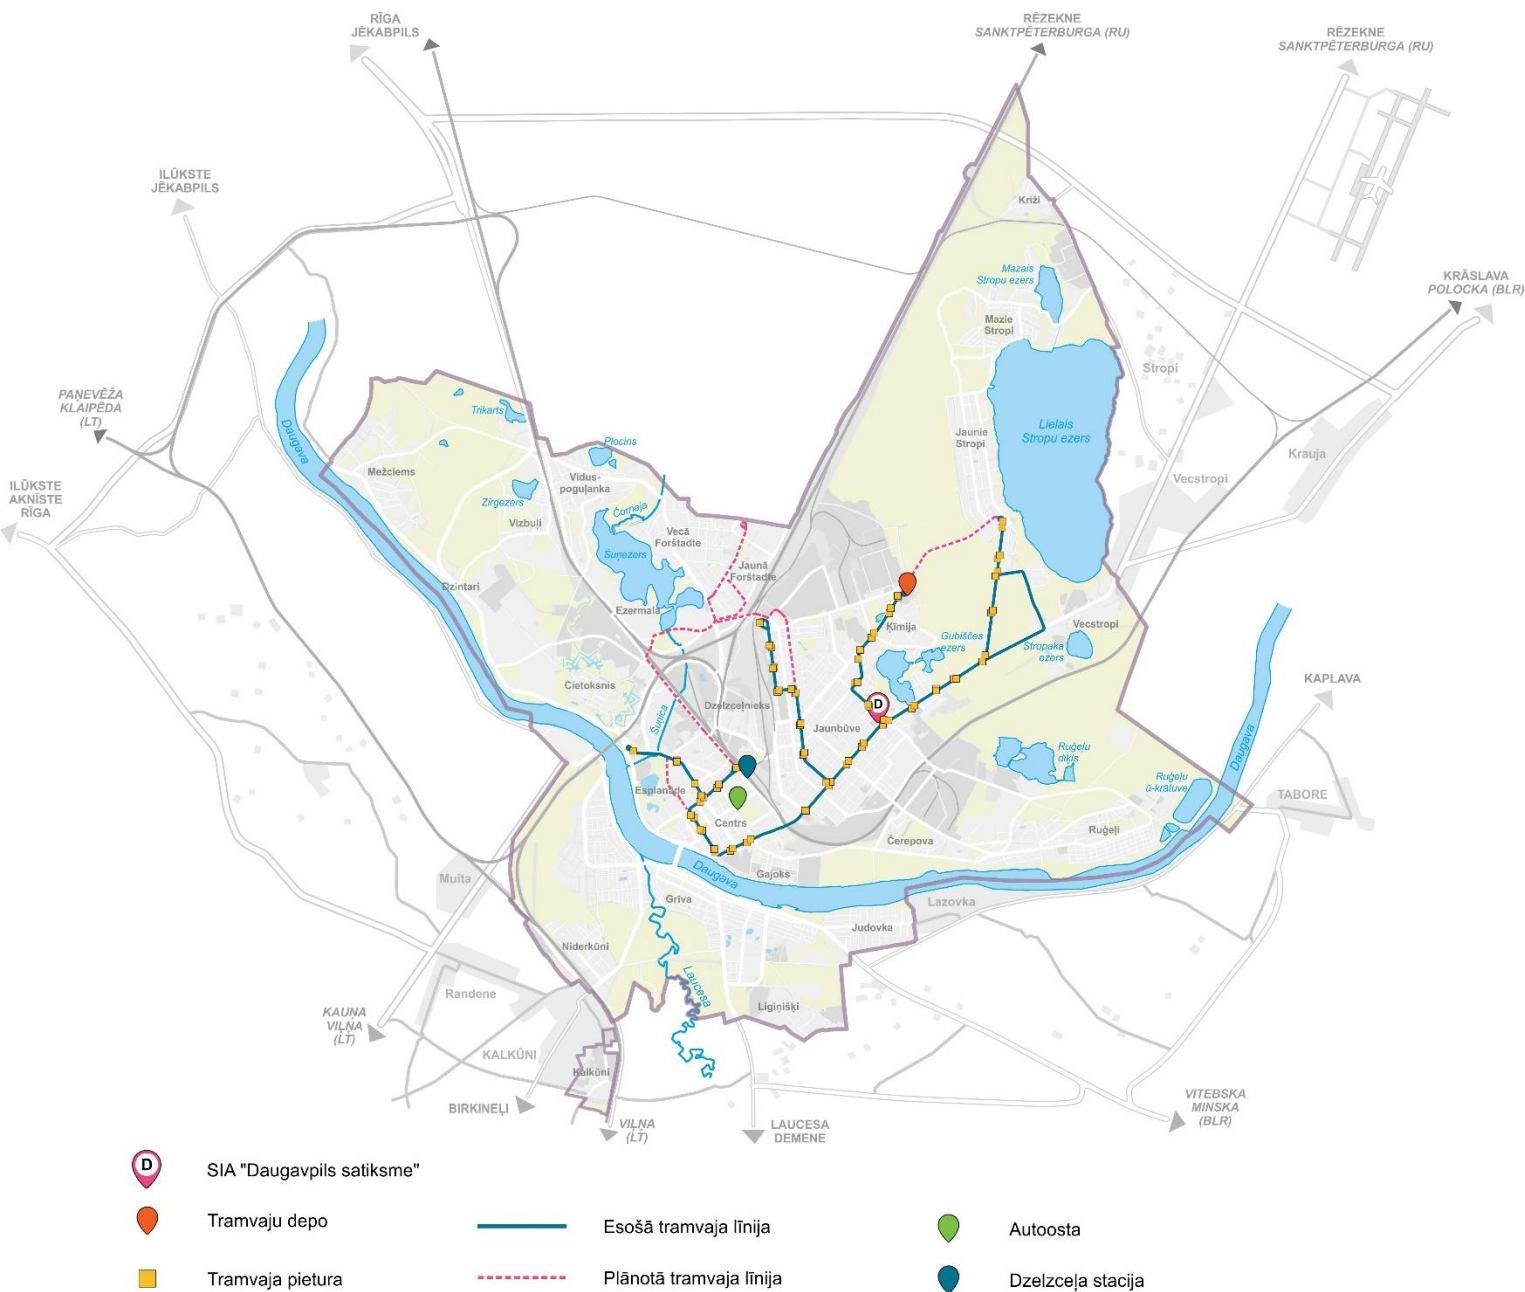 RĪGA
JĒKABPILS
RĒZEKNE
SANKTPĒTERBURGA (RU)
RĒZEKNE
SANKTPĒTERBURGA (RU)
ILŪKSTE
JĒKABPILS
Križi
Mazais
Stropu ezers
KRĀSLAVA
POLOCKA (BLR)
Mazie
Stropi
Stropi
PAŅEVĒŽA
KLAIPĒDA
(LT)
Trikarts
Daugava
Plocins
Jaunie
Stropi
Lielais
Stropu ezers
Krauja
Mežciems
Vidus-
poguļanka
Vecstropi
ILŪKSTE
AKNĪSTE
RĪGA
Zirgezers
Vizbuļi
Čornaja
Vecā
Forštadte
Šuņezers
Jaunā
Forštadte
Dzintari
Ezermala
Ķīmija
Gubiščes
ezers
Vecstropi
Stropaka
ezers
Cietoksnis
KAPLAVA
Dzelzceļnieks
Šuņica
D
Jaunbūve
Daugava
Ruģeļu
dīķis
Ruģeļu
ū-krātuve
Esplanāde
TABORE
Centrs
Čerepova
Ruģeļi
Daugava
Gajoks
Muita
Grīva
Lazovka
Judovka
Niderkūni
Laucesa
Randene
Liginišķi
KAUŅA
VIĻŅA
(LT)
KALKŪNI
Kalkūni
BIRKINEĻI
VIĻŅA
(LT)
LAUCESA
DEMENE
VITEBSKA
MINSKA
(BLR)
D
SIA "Daugavpils satiksme"
Tramvaju depo
Esošā tramvaja līnija
Autoosta
Tramvaja pietura
Plānotā tramvaja līnija
Dzelzceļa stacija